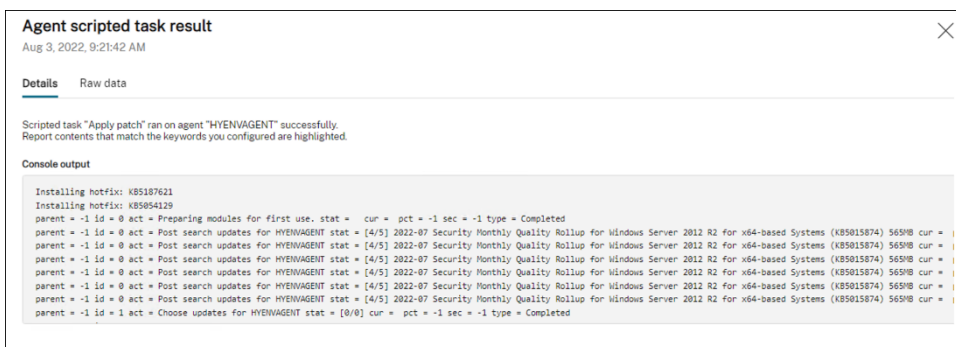 Agent scripted task result
Aug 3, 2022, 9:21:42 AM
Details Raw data
Scripted task "Apply patch" ran on agent "HYENVAGENT" successfully.
Report contents that match the keywords you configured are highlighted.
Console output
Installing hotfix: KB5187621
Installing hotfix: KB5054129
parent = -1 id = 0 act = Preparing modules for first use. stat = cur = pct = -1 sec = -1 type = Completed
parent = -1 id = 0 act = Post search updates for HYENVAGENT stat = [4/5] 2022-07 Security Monthly Quality Rollup for Windows Server 2012 R2 for x64-based Systems (KB5015874) 565MB cur =
parent = -1 id = 0 act = Post search updates for HYENVAGENT stat = [4/5] 2022-07 Security Monthly Quality Rollup for Windows Server 2012 R2 for x64-based Systems (KB5015874) 565MB cur =
parent = -1 id = 0 act = Post search updates for HYENVAGENT stat = [4/5] 2022-07 Security Monthly Quality Rollup for Windows Server 2012 R2 for x64-based Systems (KB5015874) 565MB cur =
parent = -1 id = 0 act = Post search updates for HYENVAGENT stat = [4/5] 2022-07 Security Monthly Quality Rollup for Windows Server 2012 R2 for x64-based Systems (KB5015874) 565MB cur =
parent = -1 id = 0 act = Post search updates for HYENVAGENT stat = [4/5] 2022-07 Security Monthly Quality Rollup for Windows Server 2012 R2 for x64-based Systems (KB5015874) 565MB cur =
parent = -1 id = 0 act = Post search updates for HYENVAGENT stat = [4/5] 2022-07 Security Monthly Quality Rollup for Windows Server 2012 R2 for x64-based Systems (KB5015874) 565MB cur =
parent = -1 id = 1 act = Choose updates for HYENVAGENT stat = [0/0] cur = pct = -1 sec = -1 type = Completed